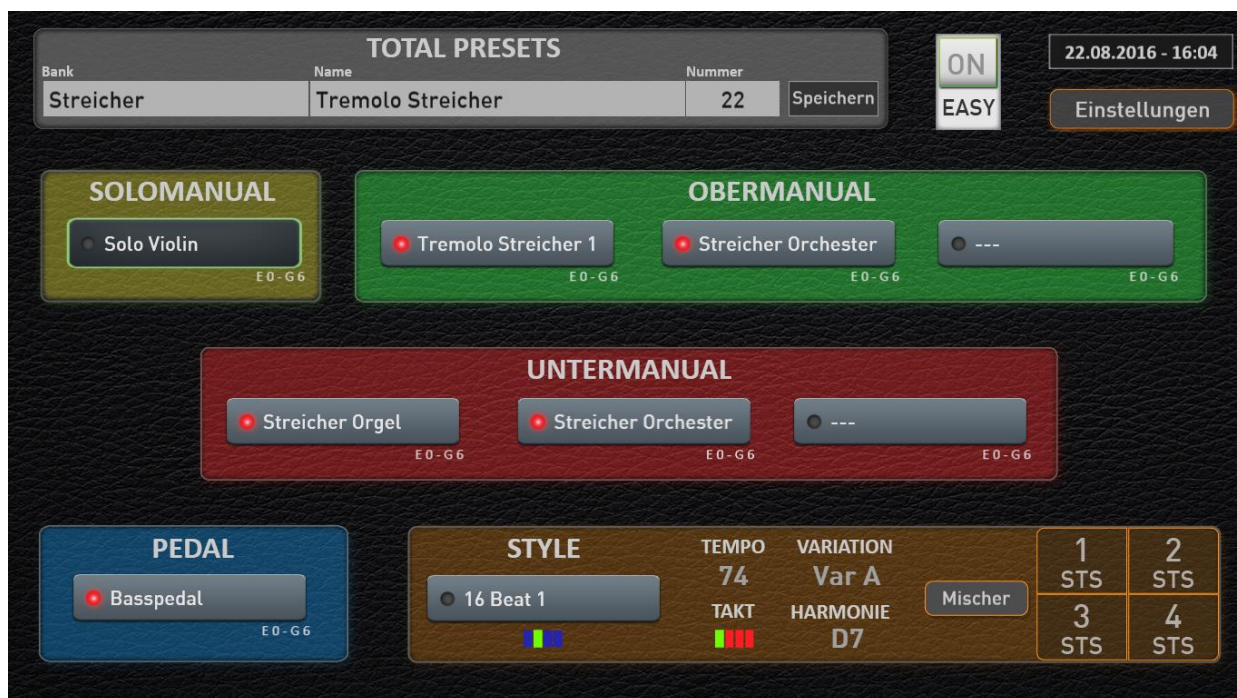 TOTAL PRESETS
Bank Name Nummer
Streicher Tremolo Streicher 22 Speichern
ON
EASY
22.08.2016 - 16:04
Einstellungen
SOLOMANUAL
Solo Violin
E0-G6
OBERMANUAL
Tremolo Streicher 1 Streicher Orchester ---
E0-G6 E0-G6 E0-G6
UNTERMANUAL
Streicher Orgel Streicher Orchester ---
E0-G6 E0-G6 E0-G6
PEDAL
Basspedal
E0-G6
STYLE
16 Beat 1
TEMPO VARIATION
74 Var A
TAKT HARMONIE
D7
Mischer
1 2
STS STS
3 4
STS STS